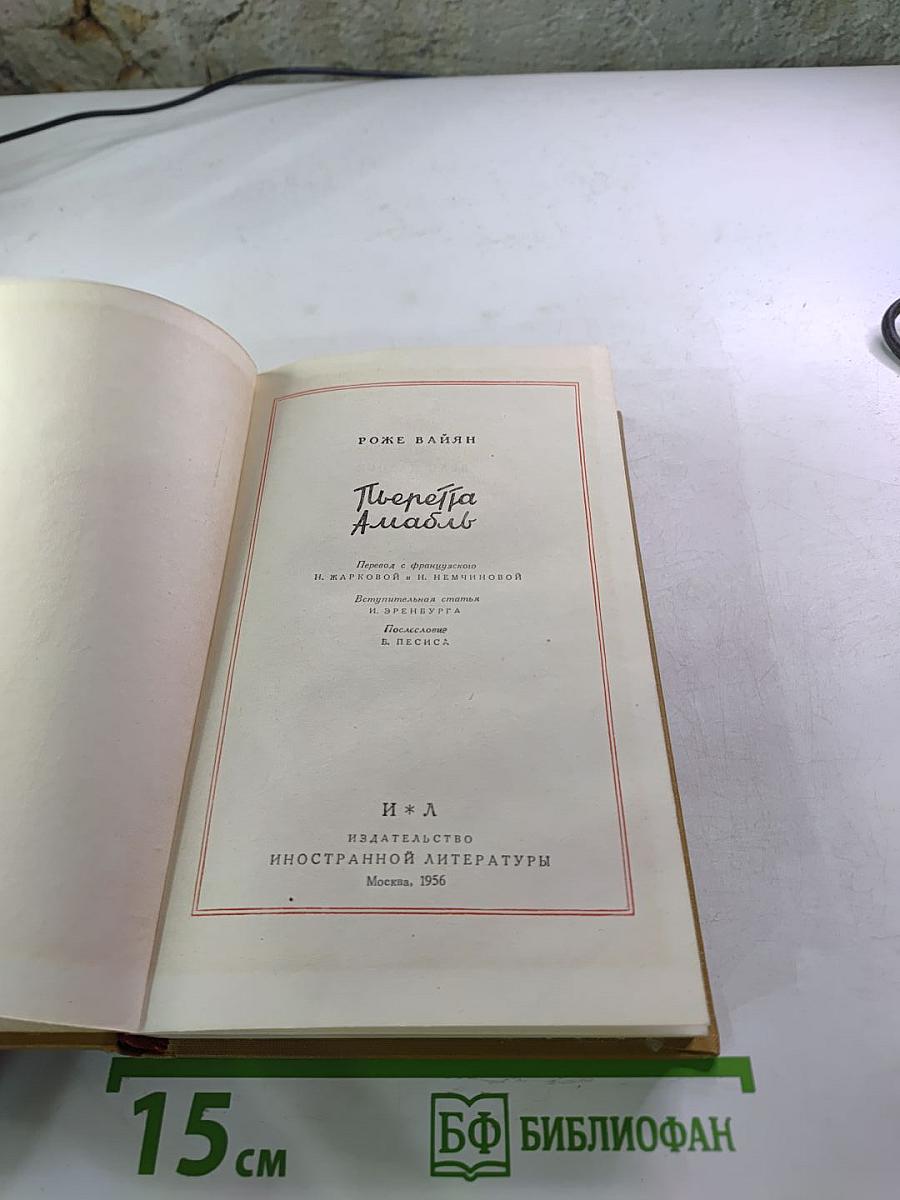 РОЖЕ ВАЙЯН
Пьеретта
Амабль
Перевод с французского
Н. ЖАРКОВОЙ и Н. НЕМЧИНОВОЙ
Вступительная статья
И. ЭРЕНБУРГА
Послесловие
Б. ПЕСИСА
И * Л
ИЗДАТЕЛЬСТВО
ИНОСТРАННОЙ ЛИТЕРАТУРЫ
Москва, 1956
15 см
БФ БИБЛИОФАН